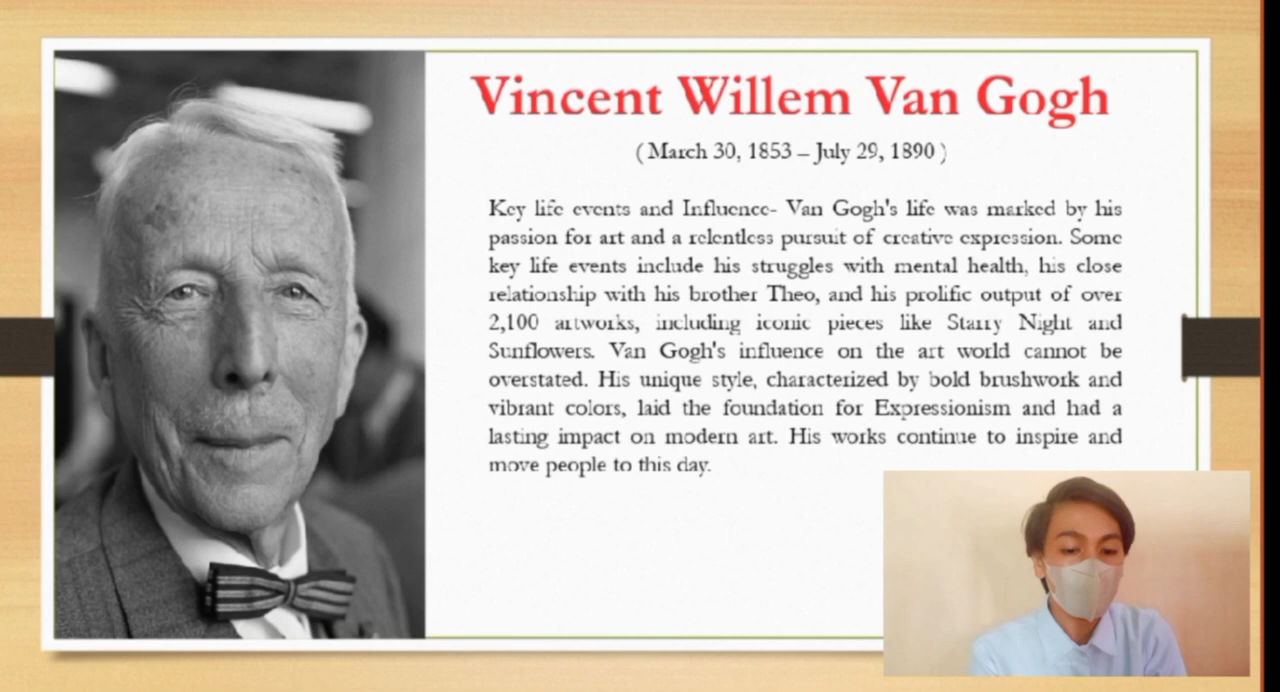 Vincent Willem Van Gogh
( March 30, 1853 – July 29, 1890 )
Key life events and Influence- Van Gogh's life was marked by his
passion for art and a relentless pursuit of creative expression. Some
key life events include his struggles with mental health, his close
relationship with his brother Theo, and his prolific output of over
2,100 artworks, including iconic pieces like Starry Night and
Sunflowers. Van Gogh's influence on the art world cannot be
overstated. His unique style, characterized by bold brushwork and
vibrant colors, laid the foundation for Expressionism and had a
lasting impact on modern art. His works continue to inspire and
move people to this day.